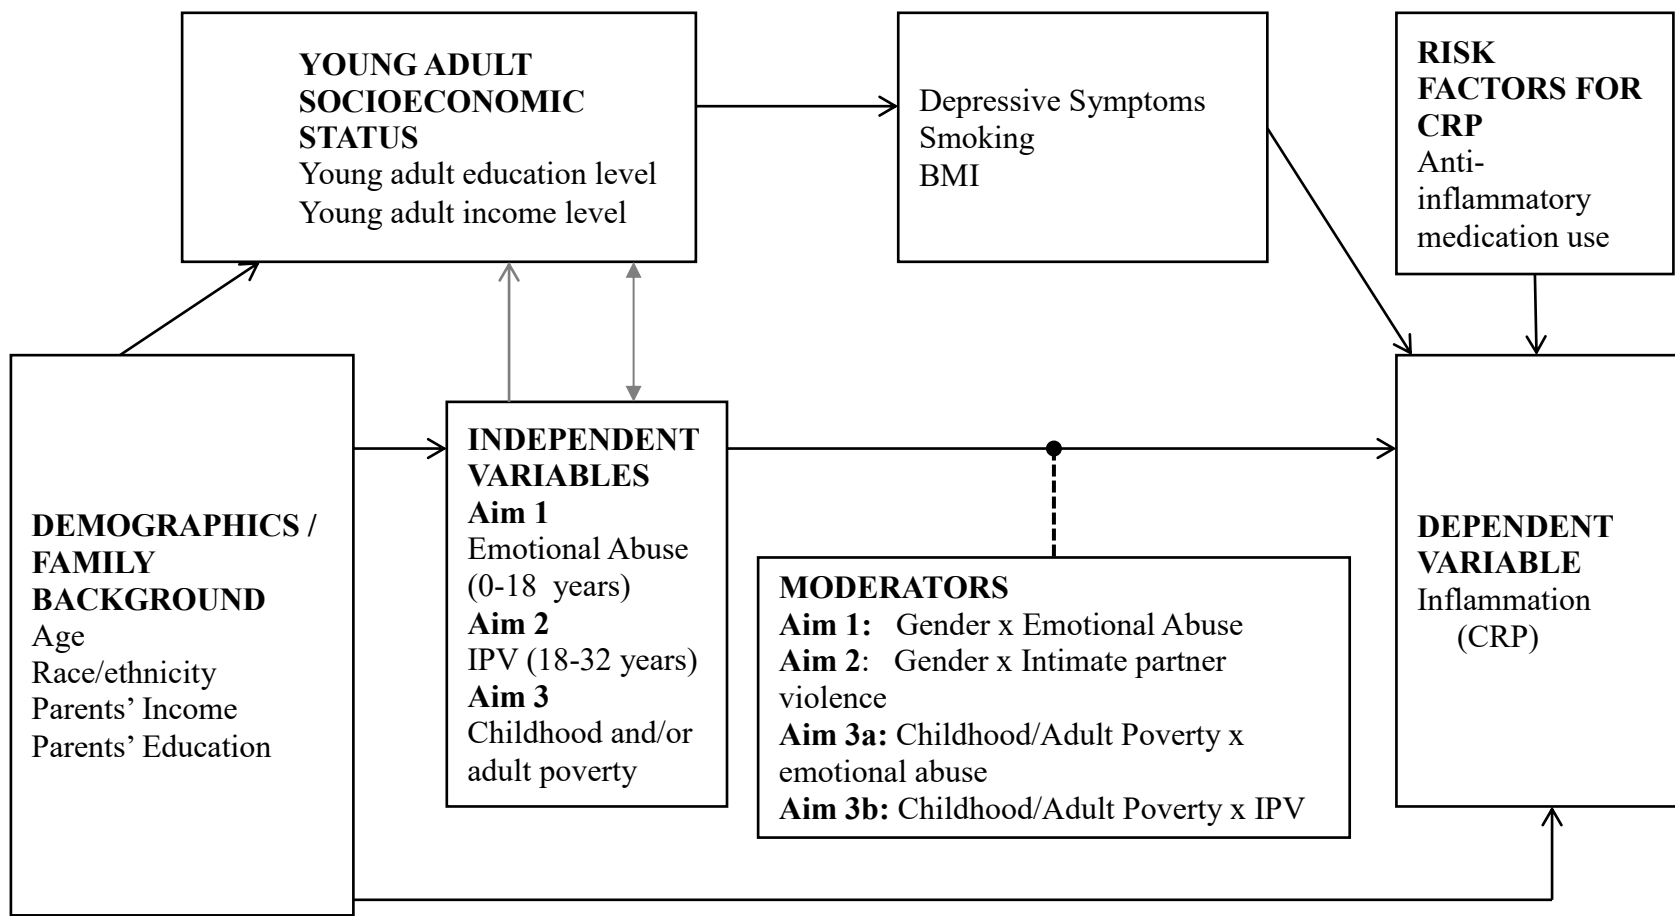 YOUNG ADULT
SOCIOECONOMIC
STATUS
Young adult education level
Young adult income level
Depressive Symptoms
Smoking
BMI
RISK
FACTORS FOR
CRP
Anti-
inflammatory
medication use
DEMOGRAPHICS /
FAMILY
BACKGROUND
Age
Race/ethnicity
Parents’ Income
Parents’ Education
INDEPENDENT
VARIABLES
Aim 1
Emotional Abuse
(0-18  years)
Aim 2
IPV (18-32 years)
Aim 3
Childhood and/or
adult poverty
MODERATORS
Aim 1:   Gender x Emotional Abuse
Aim 2:   Gender x Intimate partner
violence
Aim 3a: Childhood/Adult Poverty x
emotional abuse
Aim 3b: Childhood/Adult Poverty x IPV
DEPENDENT
VARIABLE
Inflammation
(CRP)